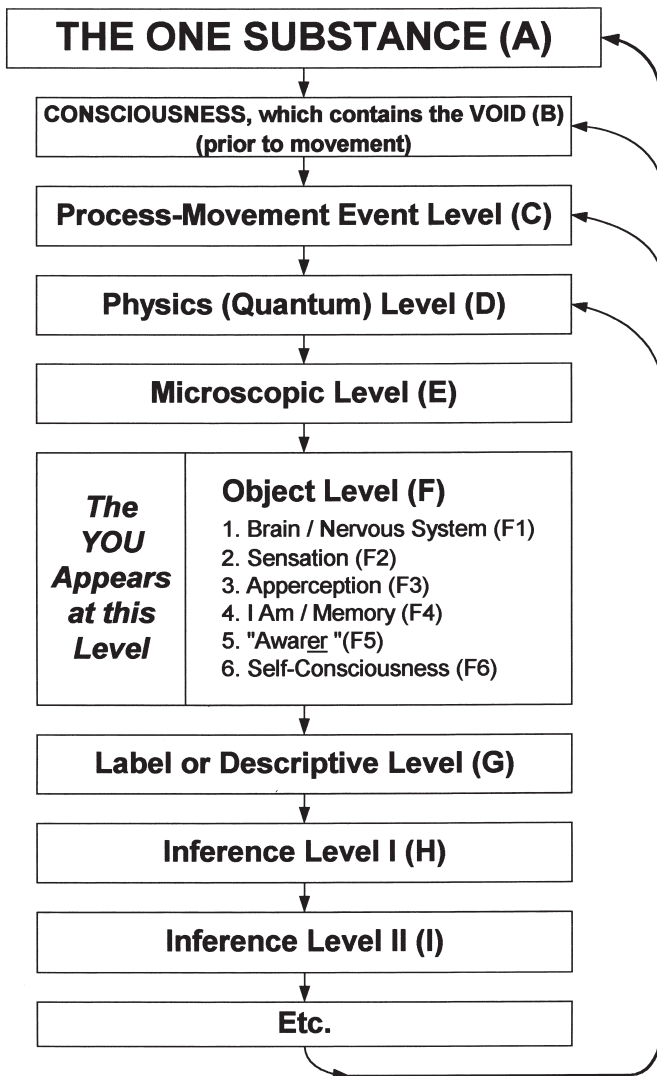 THE ONE SUBSTANCE (A)
CONSCIOUSNESS, which contains the VOID (B)
(prior to movement)
Process-Movement Event Level (C)
Physics (Quantum) Level (D)
Microscopic Level (E)
The
YOU
Appears
at this
Level
Object Level (F)
1. Brain / Nervous System (F1)
2. Sensation (F2)
3. Apperception (F3)
4. I Am / Memory (F4)
5. "Awarer "(F5)
6. Self-Consciousness (F6)
Label or Descriptive Level (G)
Inference Level I (H)
Inference Level II (I)
Etc.